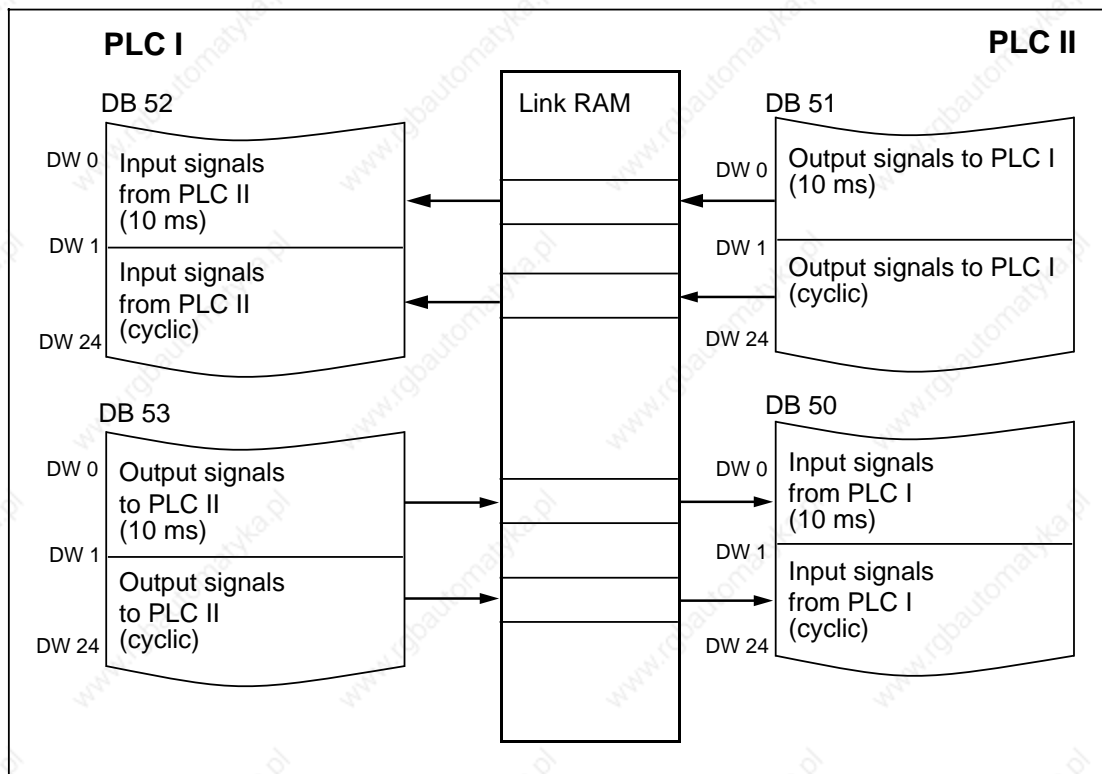 PLC I
PLC II
DB 52
Link RAM
DB 51
DW 0
Input signals
from PLC II
(10 ms)
DW 1
Input signals
from PLC II
(cyclic)
DW 24
DW 0
Output signals to PLC I
(10 ms)
DW 1
Output signals to PLC I
(cyclic)
DW 24
DB 53
DW 0
Output signals
to PLC II
(10 ms)
DW 1
Output signals
to PLC II
(cyclic)
DW 24
DB 50
DW 0
Input signals
from PLC I
(10 ms)
DW 1
Input signals
from PLC I
(cyclic)
DW 24
www.rgbautomatyka.pl